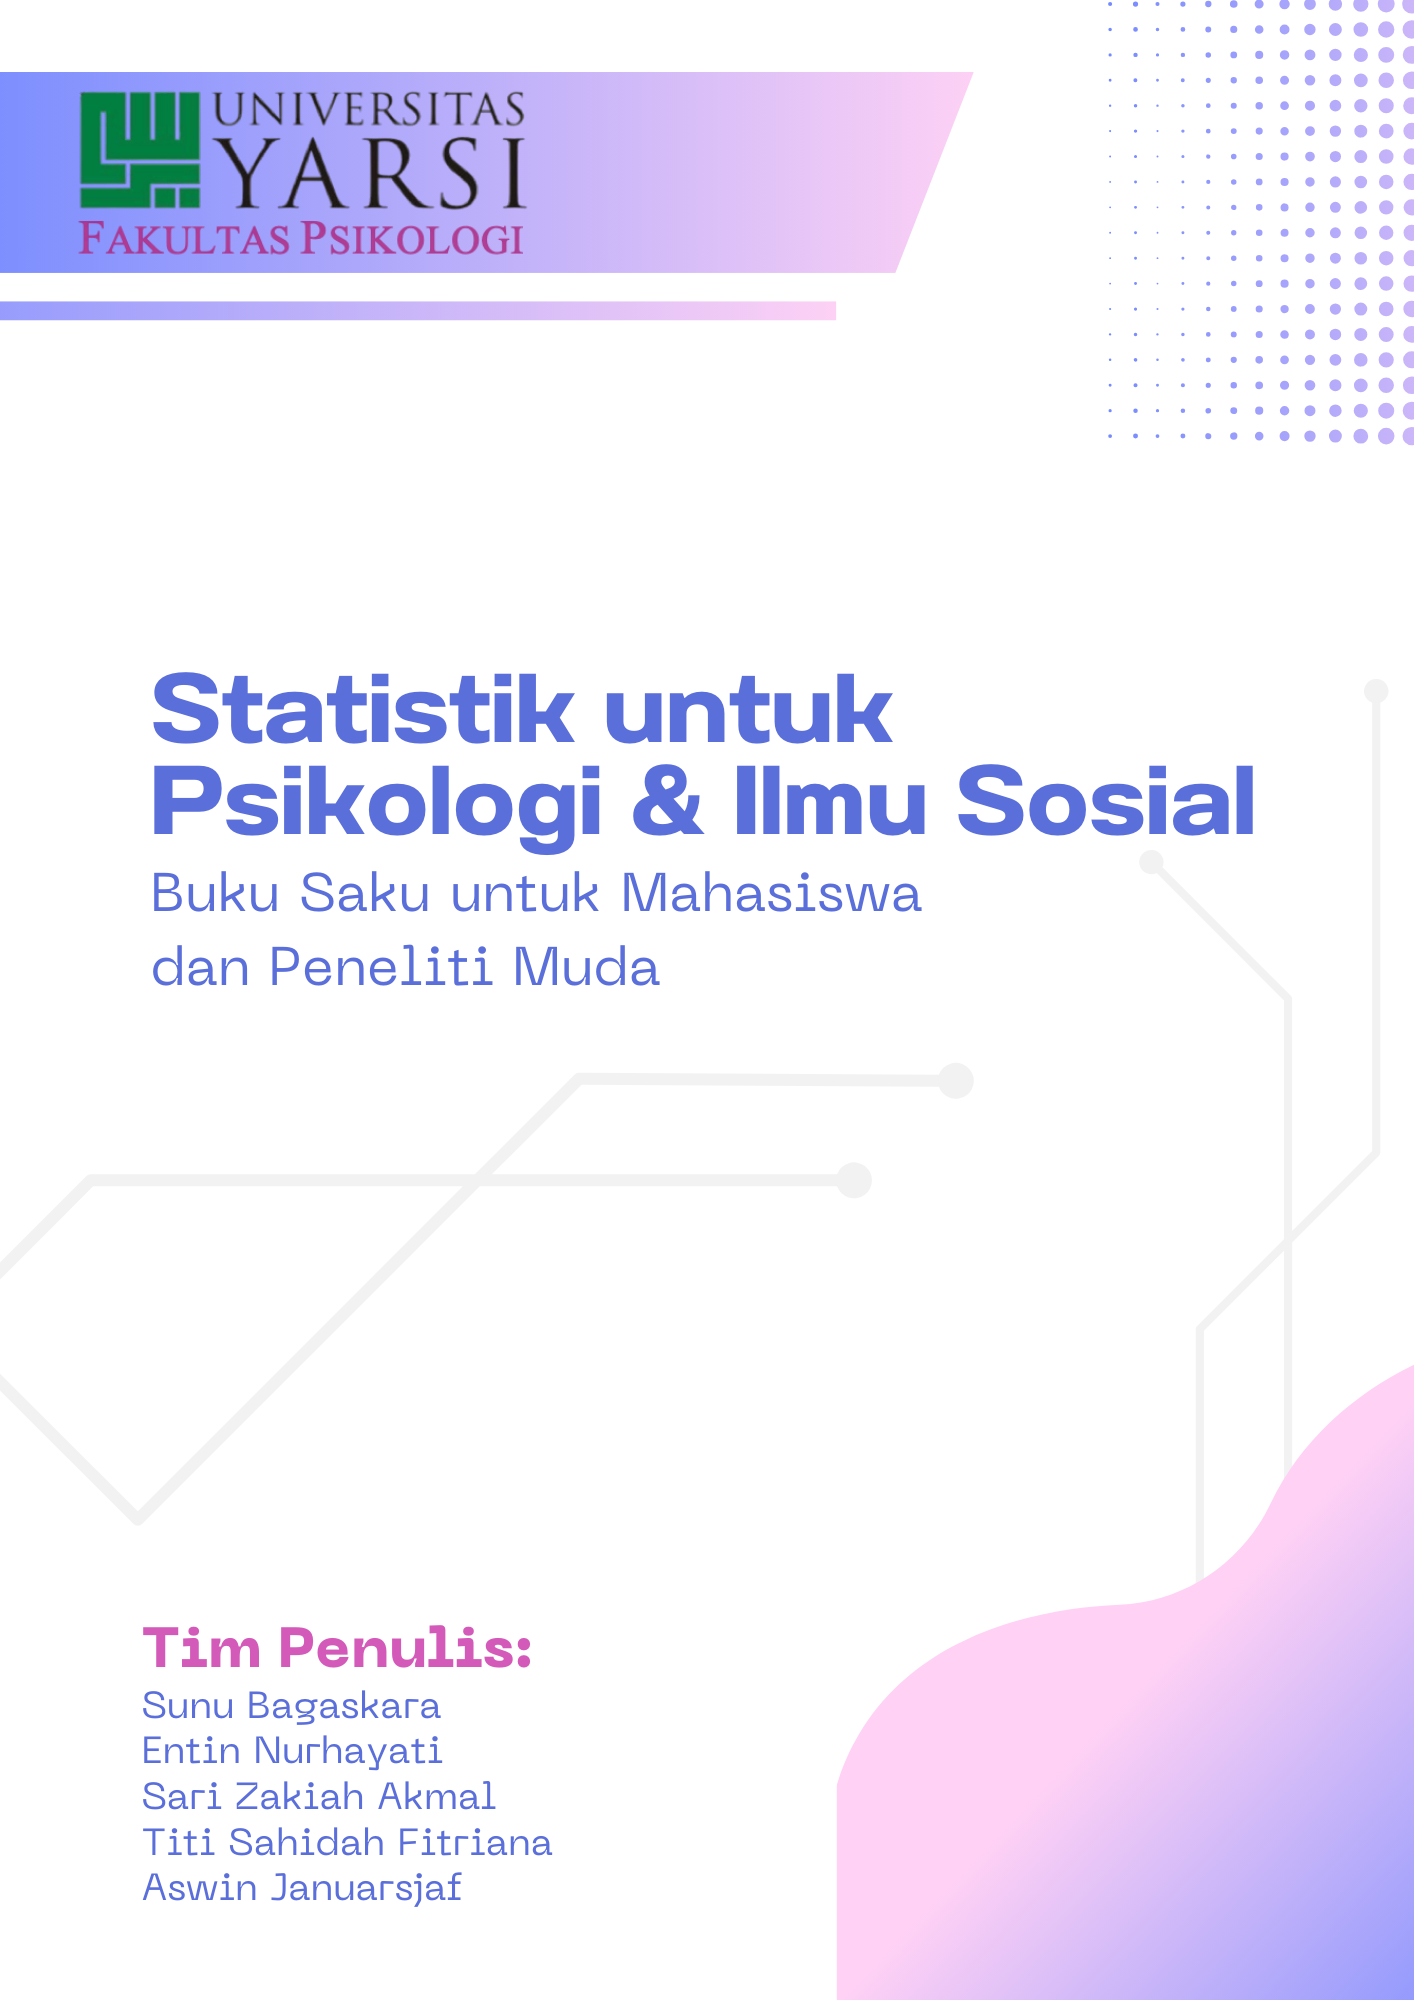 UNIVERSITAS
YARSI
FAKULTAS PSIKOLOGI
Statistik untuk
Psikologi & Ilmu Sosial
Buku Saku untuk Mahasiswa
dan Peneliti Muda
Tim Penulis:
Sunu Bagaskara
Entin Nurhayati
Sari Zakiah Akmal
Titi Sahidah Fitriana
Aswin Januarsjaf